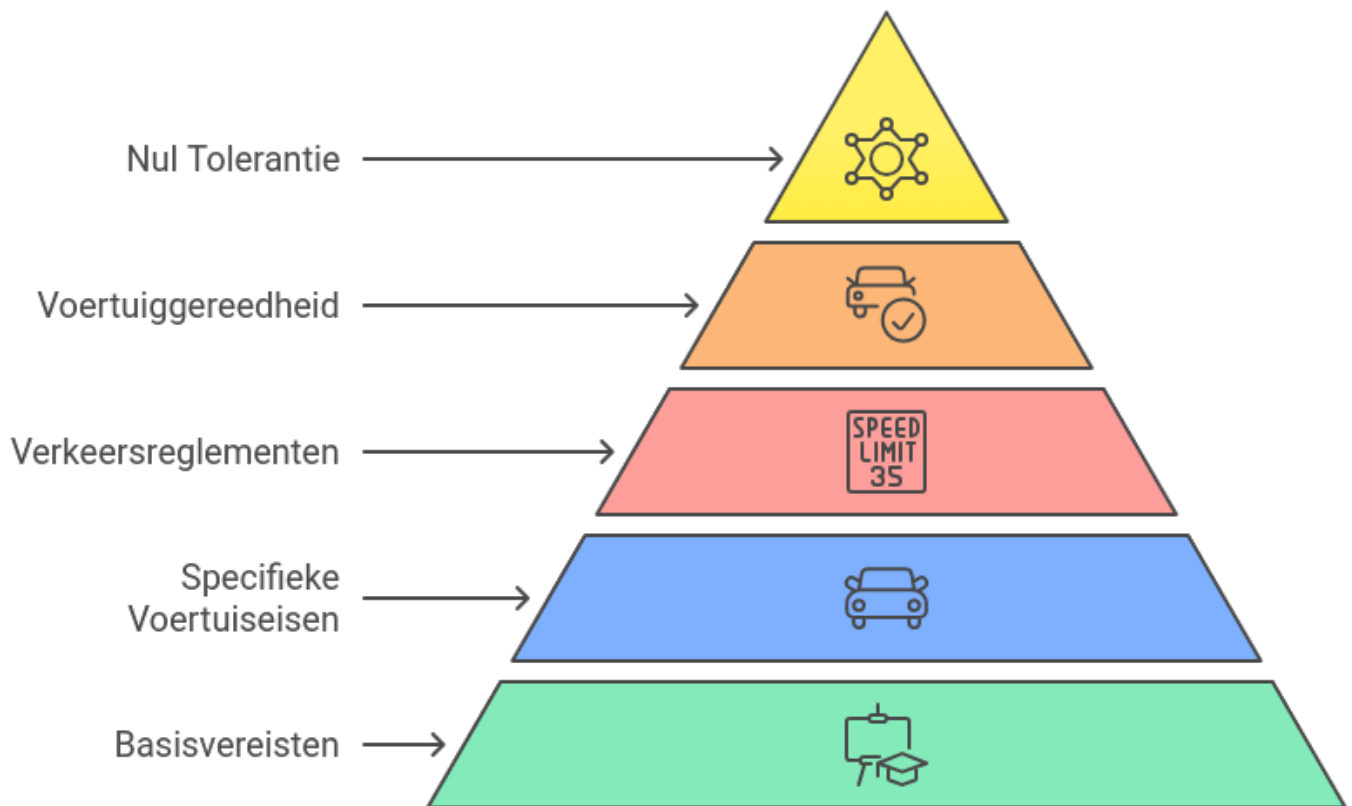 Nul Tolerantie
Voertuiggereedheid
Verkeersreglementen
SPEED
LIMIT
35
Specifieke
Voertuiseisen
Basisvereisten